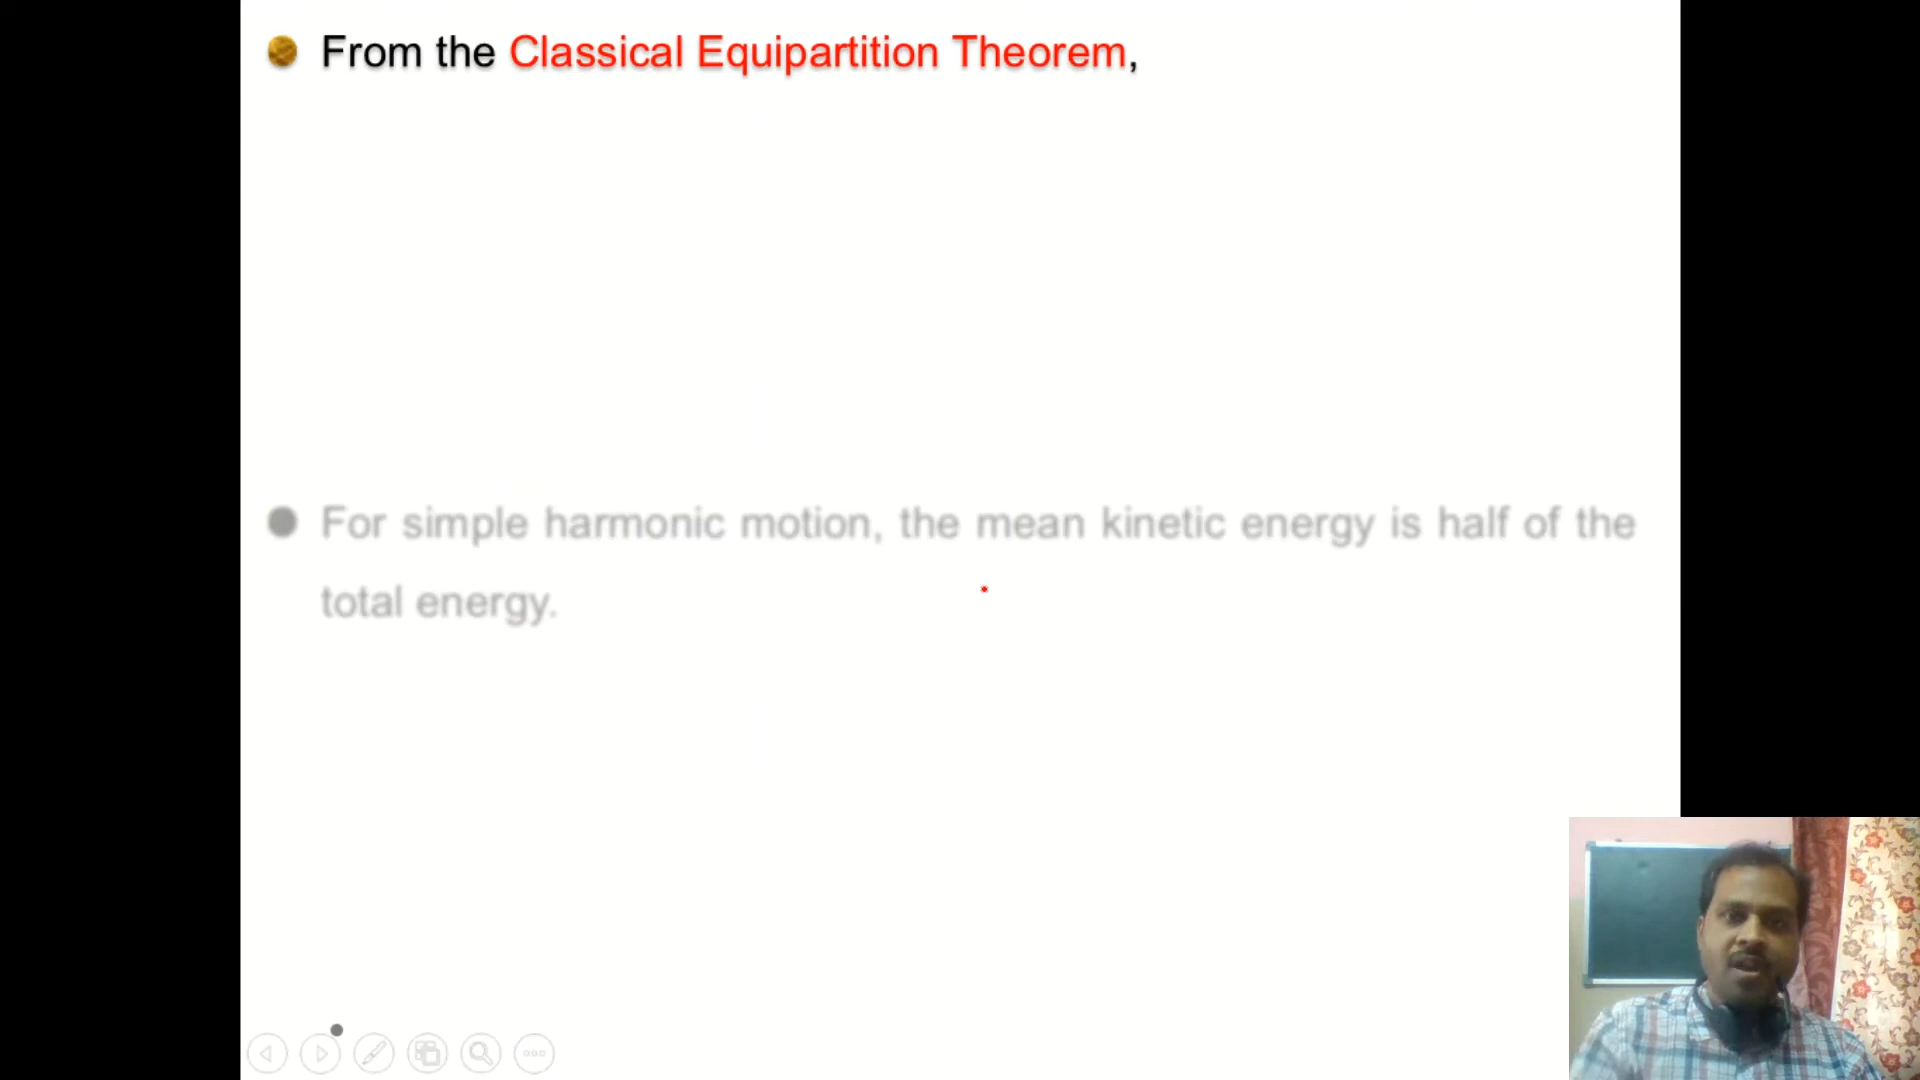 From the Classical Equipartition Theorem,
For simple harmonic motion, the mean kinetic energy is half of the
total energy.